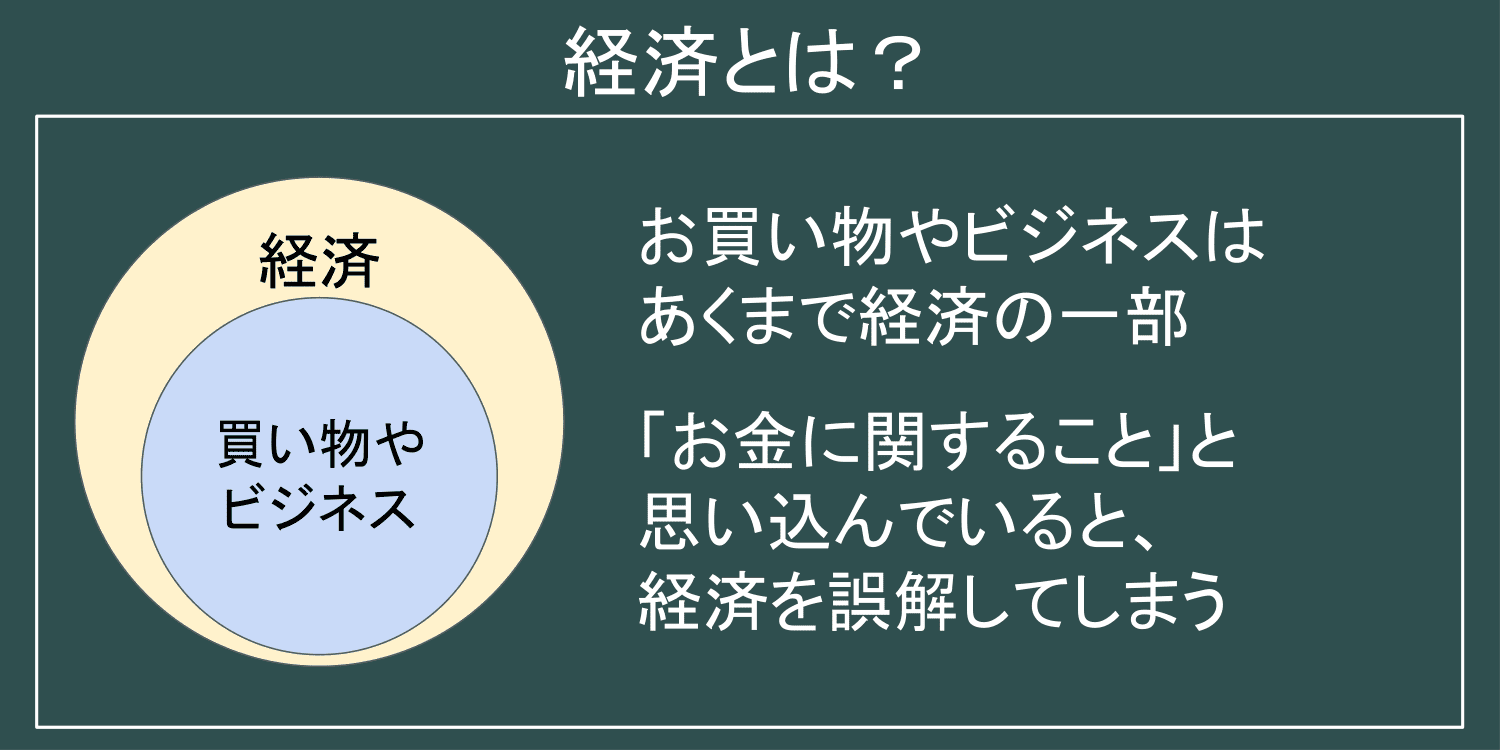 経済とは？
経済
買い物や
ビジネス
お買い物やビジネスは
あくまで経済の一部
「お金に関すること」と
思い込んでいると、
経済を誤解してしまう